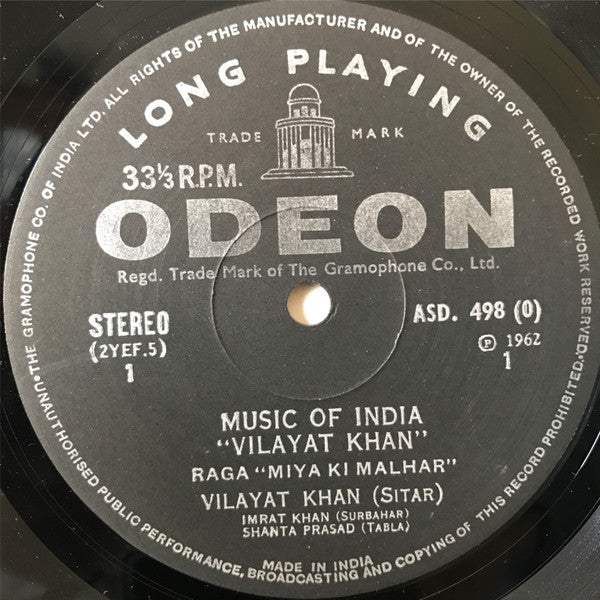 THE GRAMOPHONE CO. OF INDIA LTD. ALL RIGHTS OF THE MANUFACTURER AND OF THE OWNER OF THE RECORDED WORK RESERVED.
UNAUTHORISED PUBLIC PERFORMANCE, BROADCASTING AND COPYING OF THIS RECORD PROHIBITED.
LONG PLAYING
TRADE MARK
33⅓ R.P.M.
ODEON
Regd. Trade Mark of The Gramophone Co., Ltd.
STEREO
(2YEF.5)
1
ASD. 498 (O)
Ⓟ 1962
1
MUSIC OF INDIA
"VILAYAT KHAN"
RAGA "MIYA KI MALHAR"
VILAYAT KHAN (SITAR)
IMRAT KHAN (SURBAHAR)
SHANTA PRASAD (TABLA)
MADE IN INDIA